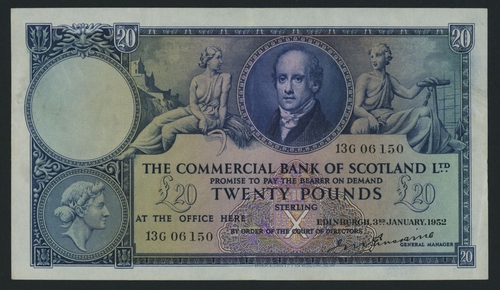 20 20
13G 06150
THE COMMERCIAL BANK OF SCOTLAND LTD.
PROMISE TO PAY THE BEARER ON DEMAND
£20 TWENTY POUNDS £20
STERLING
AT THE OFFICE HERE
EDINBURGH, 3RD JANUARY, 1952
13G 06150
BY ORDER OF THE COURT OF DIRECTORS
GENERAL MANAGER
20 20